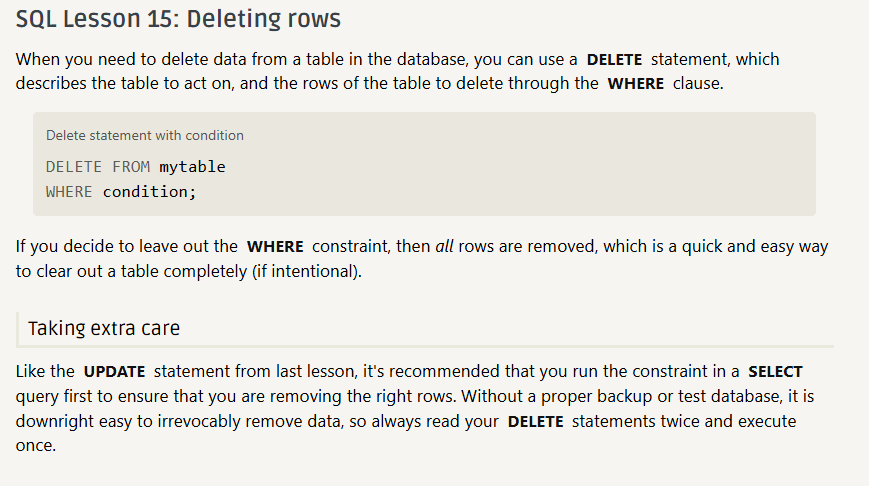 SQL Lesson 15: Deleting rows
When you need to delete data from a table in the database, you can use a DELETE statement, which
describes the table to act on, and the rows of the table to delete through the WHERE clause.
Delete statement with condition
DELETE FROM mytable
WHERE condition;
If you decide to leave out the WHERE constraint, then all rows are removed, which is a quick and easy way
to clear out a table completely (if intentional).
Taking extra care
Like the UPDATE statement from last lesson, it's recommended that you run the constraint in a SELECT
query first to ensure that you are removing the right rows. Without a proper backup or test database, it is
downright easy to irrevocably remove data, so always read your DELETE statements twice and execute
once.